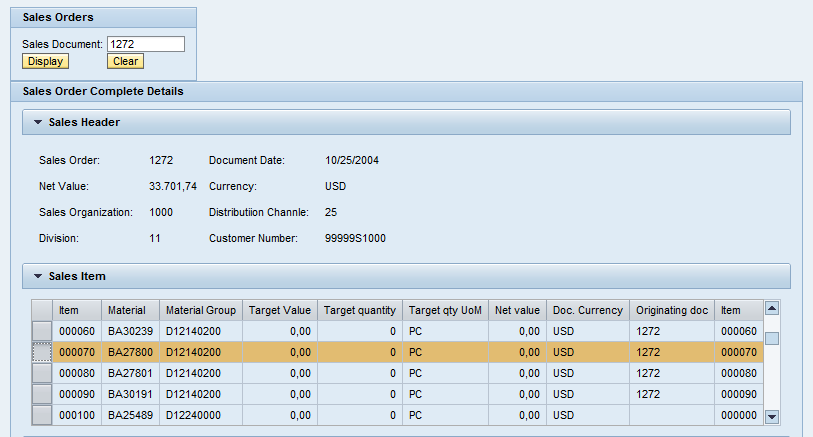 Sales Orders
Sales Document: 1272
Display Clear
Sales Order Complete Details
Sales Header
Sales Order: 1272 Document Date: 10/25/2004
Net Value: 33.701,74 Currency: USD
Sales Organization: 1000 Distributiion Channle: 25
Division: 11 Customer Number: 99999S1000
Sales Item
Item Material Material Group Target Value Target quantity Target qty UoM Net value Doc. Currency Originating doc Item
000060 BA30239 D12140200 0,00 0 PC 0,00 USD 1272 000060
000070 BA27800 D12140200 0,00 0 PC 0,00 USD 1272 000070
000080 BA27801 D12140200 0,00 0 PC 0,00 USD 1272 000080
000090 BA30191 D12140200 0,00 0 PC 0,00 USD 1272 000090
000100 BA25489 D12240000 0,00 0 PC 0,00 USD 000000